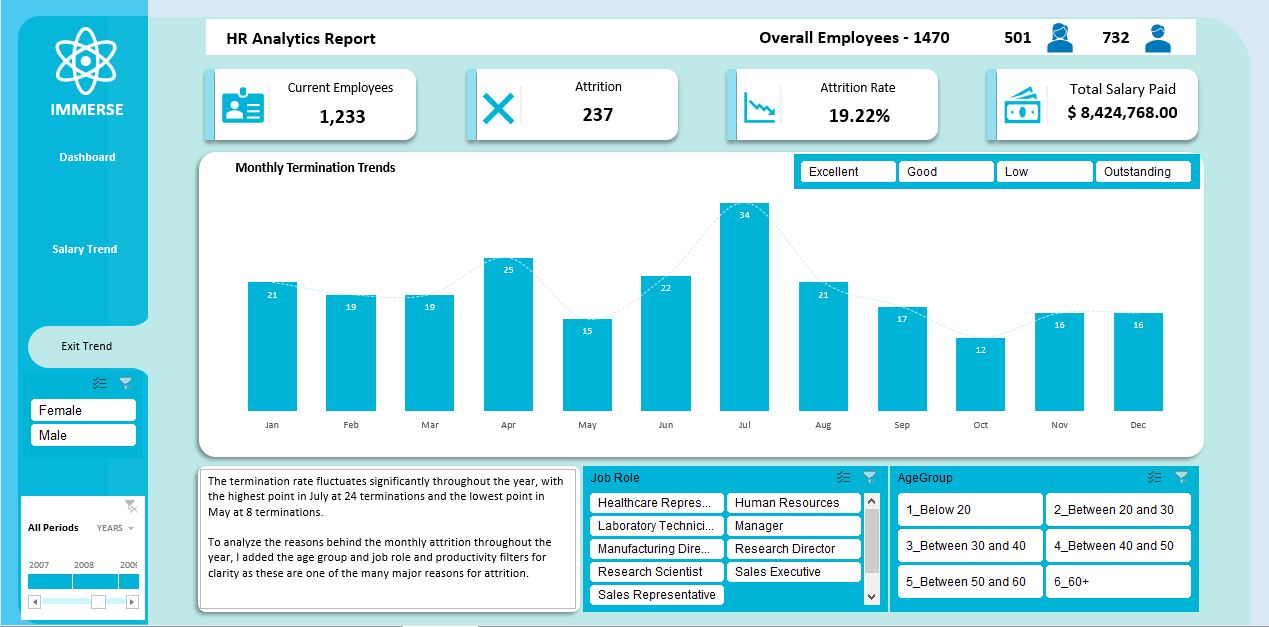 HR Analytics Report
Overall Employees - 1470
501
732
IMMERSE
Dashboard
Salary Trend
Exit Trend
Female
Male
All Periods
YEARS
2007 2008
Current Employees
1,233
Attrition
237
Attrition Rate
19.22%
Total Salary Paid
$ 8,424,768.00
Monthly Termination Trends
Excellent
Good
Low
Outstanding
21
19
19
25
15
22
34
21
17
12
16
16
Jan
Feb
Mar
Apr
May
Jun
Jul
Aug
Sep
Oct
Nov
Dec
The termination rate fluctuates significantly throughout the year, with
the highest point in July at 24 terminations and the lowest point in
May at 8 terminations.
To analyze the reasons behind the monthly attrition throughout the
year, I added the age group and job role and productivity filters for
clarity as these are one of the many major reasons for attrition.
Job Role
Healthcare Repres...
Human Resources
Laboratory Technici...
Manager
Manufacturing Dire...
Research Director
Research Scientist
Sales Executive
Sales Representative
AgeGroup
1_Below 20
2_Between 20 and 30
3_Between 30 and 40
4_Between 40 and 50
5_Between 50 and 60
6_60+